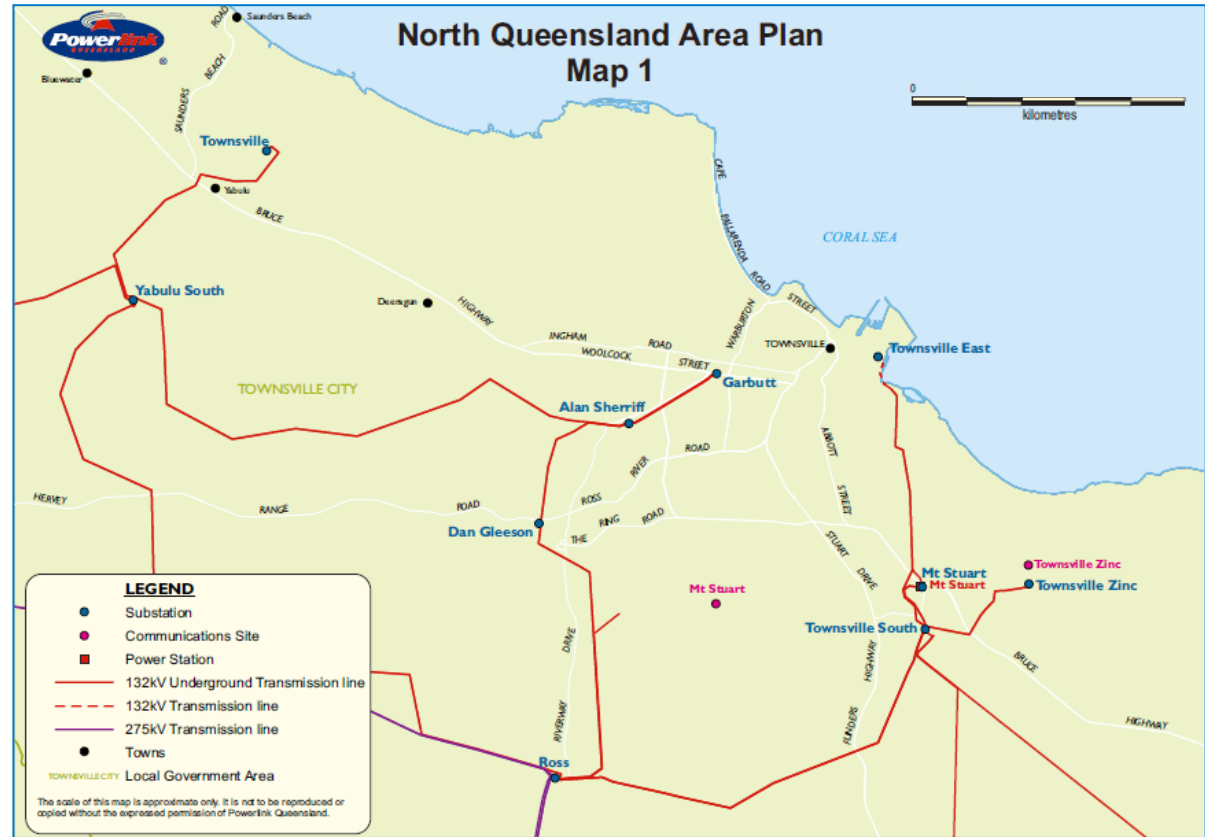 Powerlink
QUEENSLAND
®
North Queensland Area Plan
Map 1
0
kilometres
Saunders Beach
Bluewater
SAUNDERS
BEACH
ROAD
Townsville
Yabulu
BRUCE
HIGHWAY
Yabulu South
Deeragun
CAPE
PALLARENDA
ROAD
CORAL SEA
STREET
WARBURTON
INGHAM
ROAD
WOOLCOCK
STREET
TOWNSVILLE
Townsville East
Garbutt
TOWNSVILLE CITY
Alan Sherriff
ABBOTT
STREET
RIVER
ROAD
ROSS
HERVEY
RANGE
ROAD
Dan Gleeson
THE
RING
ROAD
STUART
DRIVE
Mt Stuart
Mt Stuart
Mt Stuart
Townsville Zinc
Townsville Zinc
Townsville South
BRUCE
HIGHWAY
FLINDERS
HIGHWAY
RIVERWAY
DRIVE
Ross
LEGEND
Substation
Communications Site
Power Station
132kV Underground Transmission line
132kV Transmission line
275kV Transmission line
Towns
TOWNSVILLE CITY Local Government Area
The scale of this map is approximate only. It is not to be reproduced or
copied without the expressed permission of Powerlink Queensland.